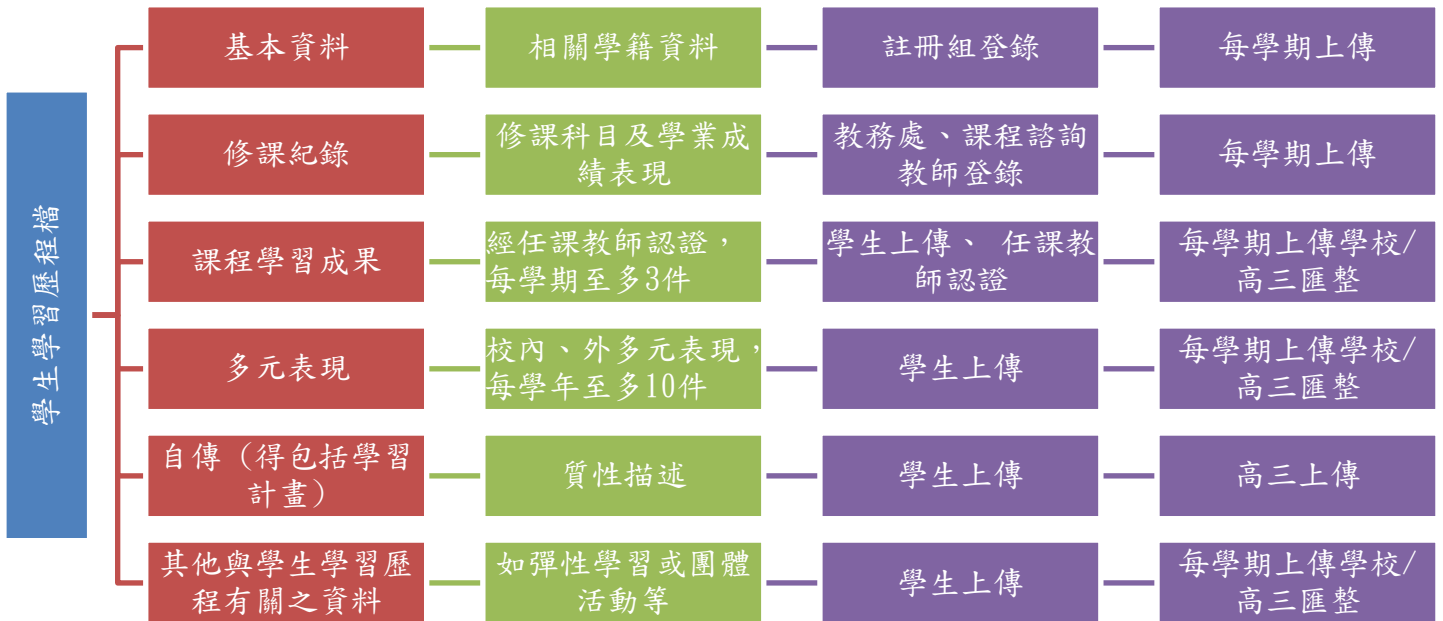 學生學習歷程檔
基本資料
相關學籍資料
註冊組登錄
每學期上傳
修課紀錄
修課科目及學業成
績表現
教務處、課程諮詢
教師登錄
每學期上傳
課程學習成果
經任課教師認證，
每學期至多3件
學生上傳、 任課教
師認證
每學期上傳學校/
高三匯整
多元表現
校內、外多元表現，
每學年至多10件
學生上傳
每學期上傳學校/
高三匯整
自傳（得包括學習
計畫）
質性描述
學生上傳
高三上傳
其他與學生學習歷
程有關之資料
如彈性學習或團體
活動等
學生上傳
每學期上傳學校/
高三匯整